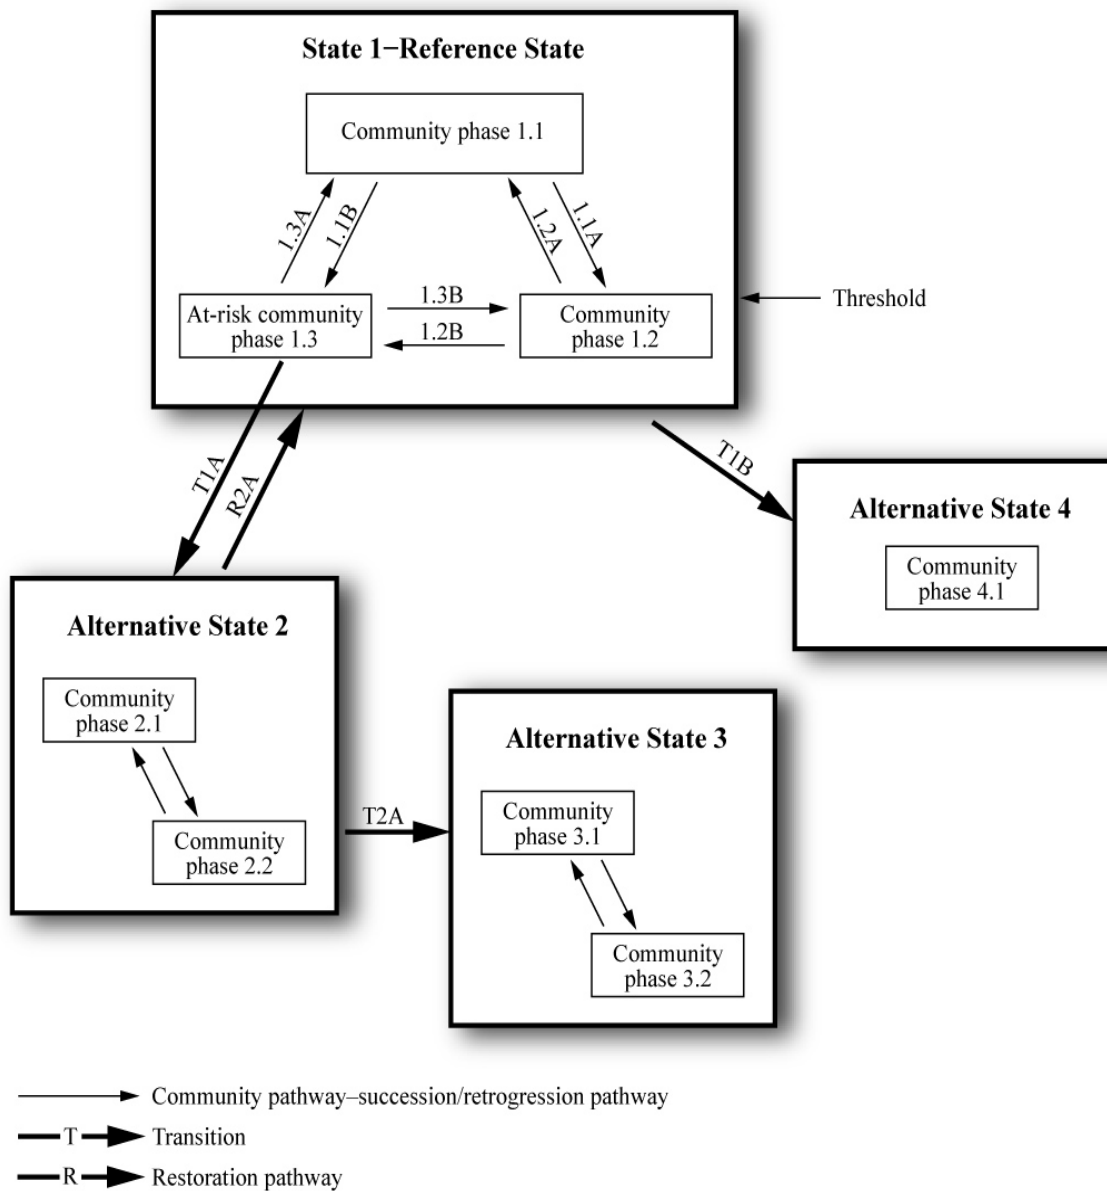 State 1–Reference State
Community phase 1.1
1.3A
1.1B
1.2A
1.1A
At-risk community
phase 1.3
1.3B
1.2B
Community
phase 1.2
Threshold
T1A
R2A
T1B
Alternative State 4
Community
phase 4.1
Alternative State 2
Community
phase 2.1
Community
phase 2.2
T2A
Alternative State 3
Community
phase 3.1
Community
phase 3.2
Community pathway–succession/retrogression pathway
T Transition
R Restoration pathway